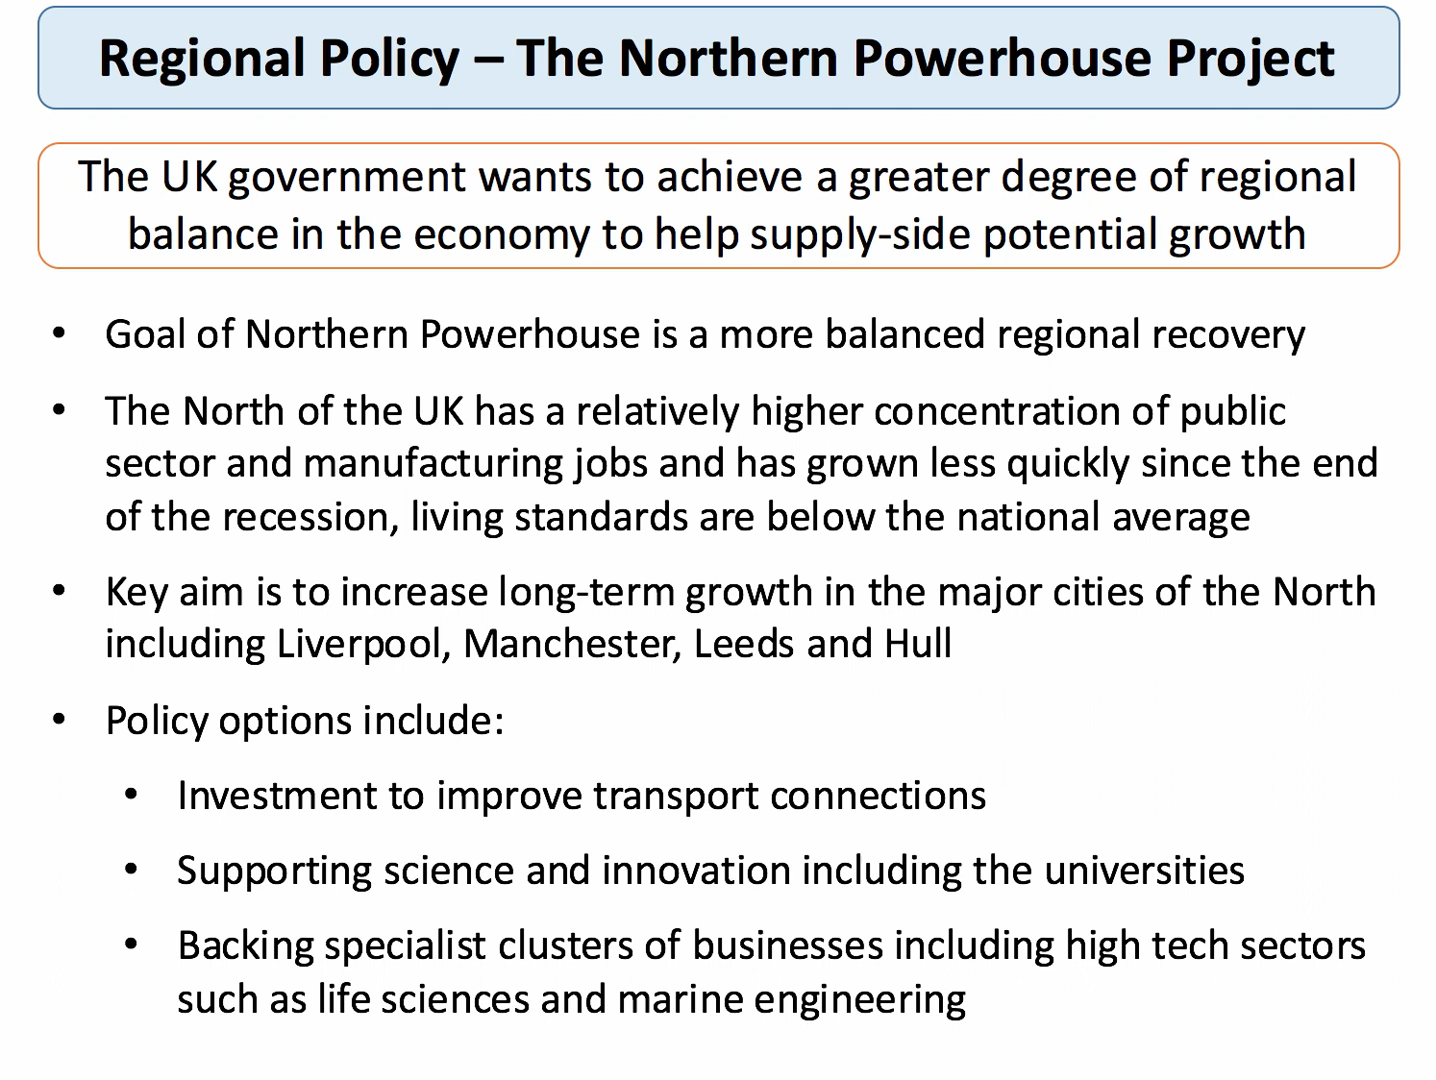 Regional Policy – The Northern Powerhouse Project
The UK government wants to achieve a greater degree of regional
balance in the economy to help supply-side potential growth
• Goal of Northern Powerhouse is a more balanced regional recovery
• The North of the UK has a relatively higher concentration of public
sector and manufacturing jobs and has grown less quickly since the end
of the recession, living standards are below the national average
• Key aim is to increase long-term growth in the major cities of the North
including Liverpool, Manchester, Leeds and Hull
• Policy options include:
• Investment to improve transport connections
• Supporting science and innovation including the universities
• Backing specialist clusters of businesses including high tech sectors
such as life sciences and marine engineering